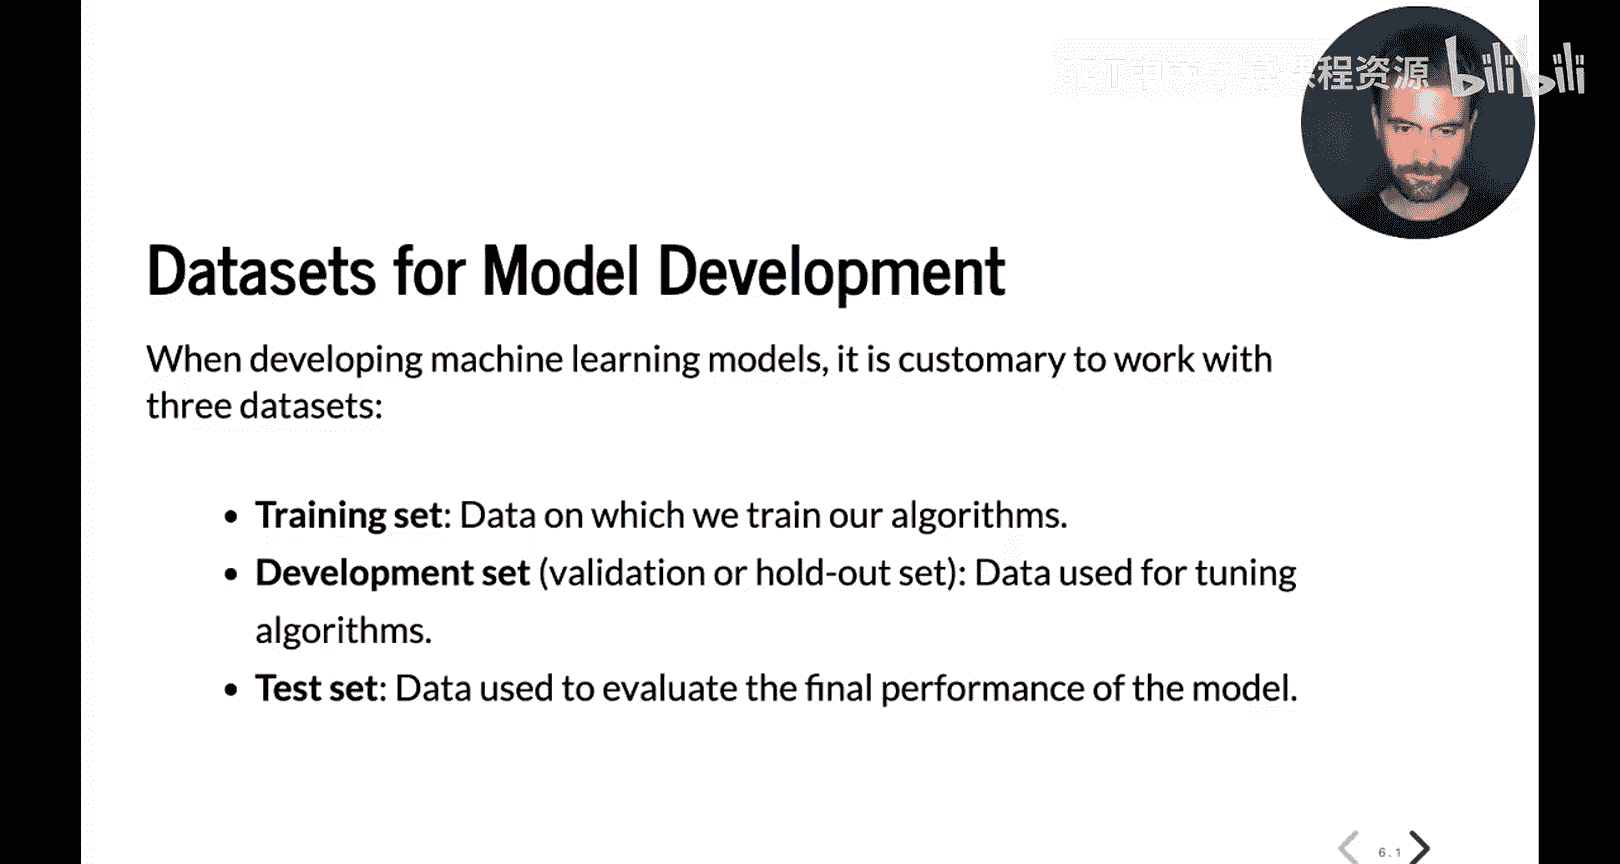 程资源 bilibili
Datasets for Model Development
When developing machine learning models, it is customary to work with
three datasets:
• Training set: Data on which we train our algorithms.
• Development set (validation or hold-out set): Data used for tuning
algorithms.
• Test set: Data used to evaluate the final performance of the model.
6.1